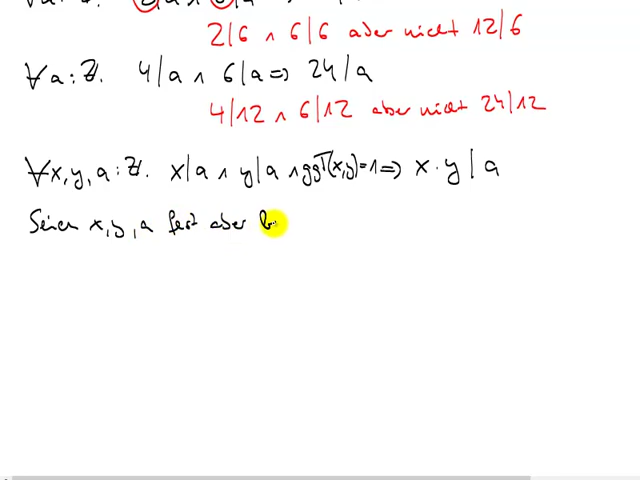 2/6 ∧ 6/6 aber nicht 12/6
∀a:ℤ. 4/a ∧ 6/a ⇒ 24/a
4/12 ∧ 6/12 aber nicht 24/12
∀x,y,a:ℤ. x|a ∧ y|a ∧ ggT(x,y)=1 ⇒ x·y|a
Seien x,y,a fest aber b